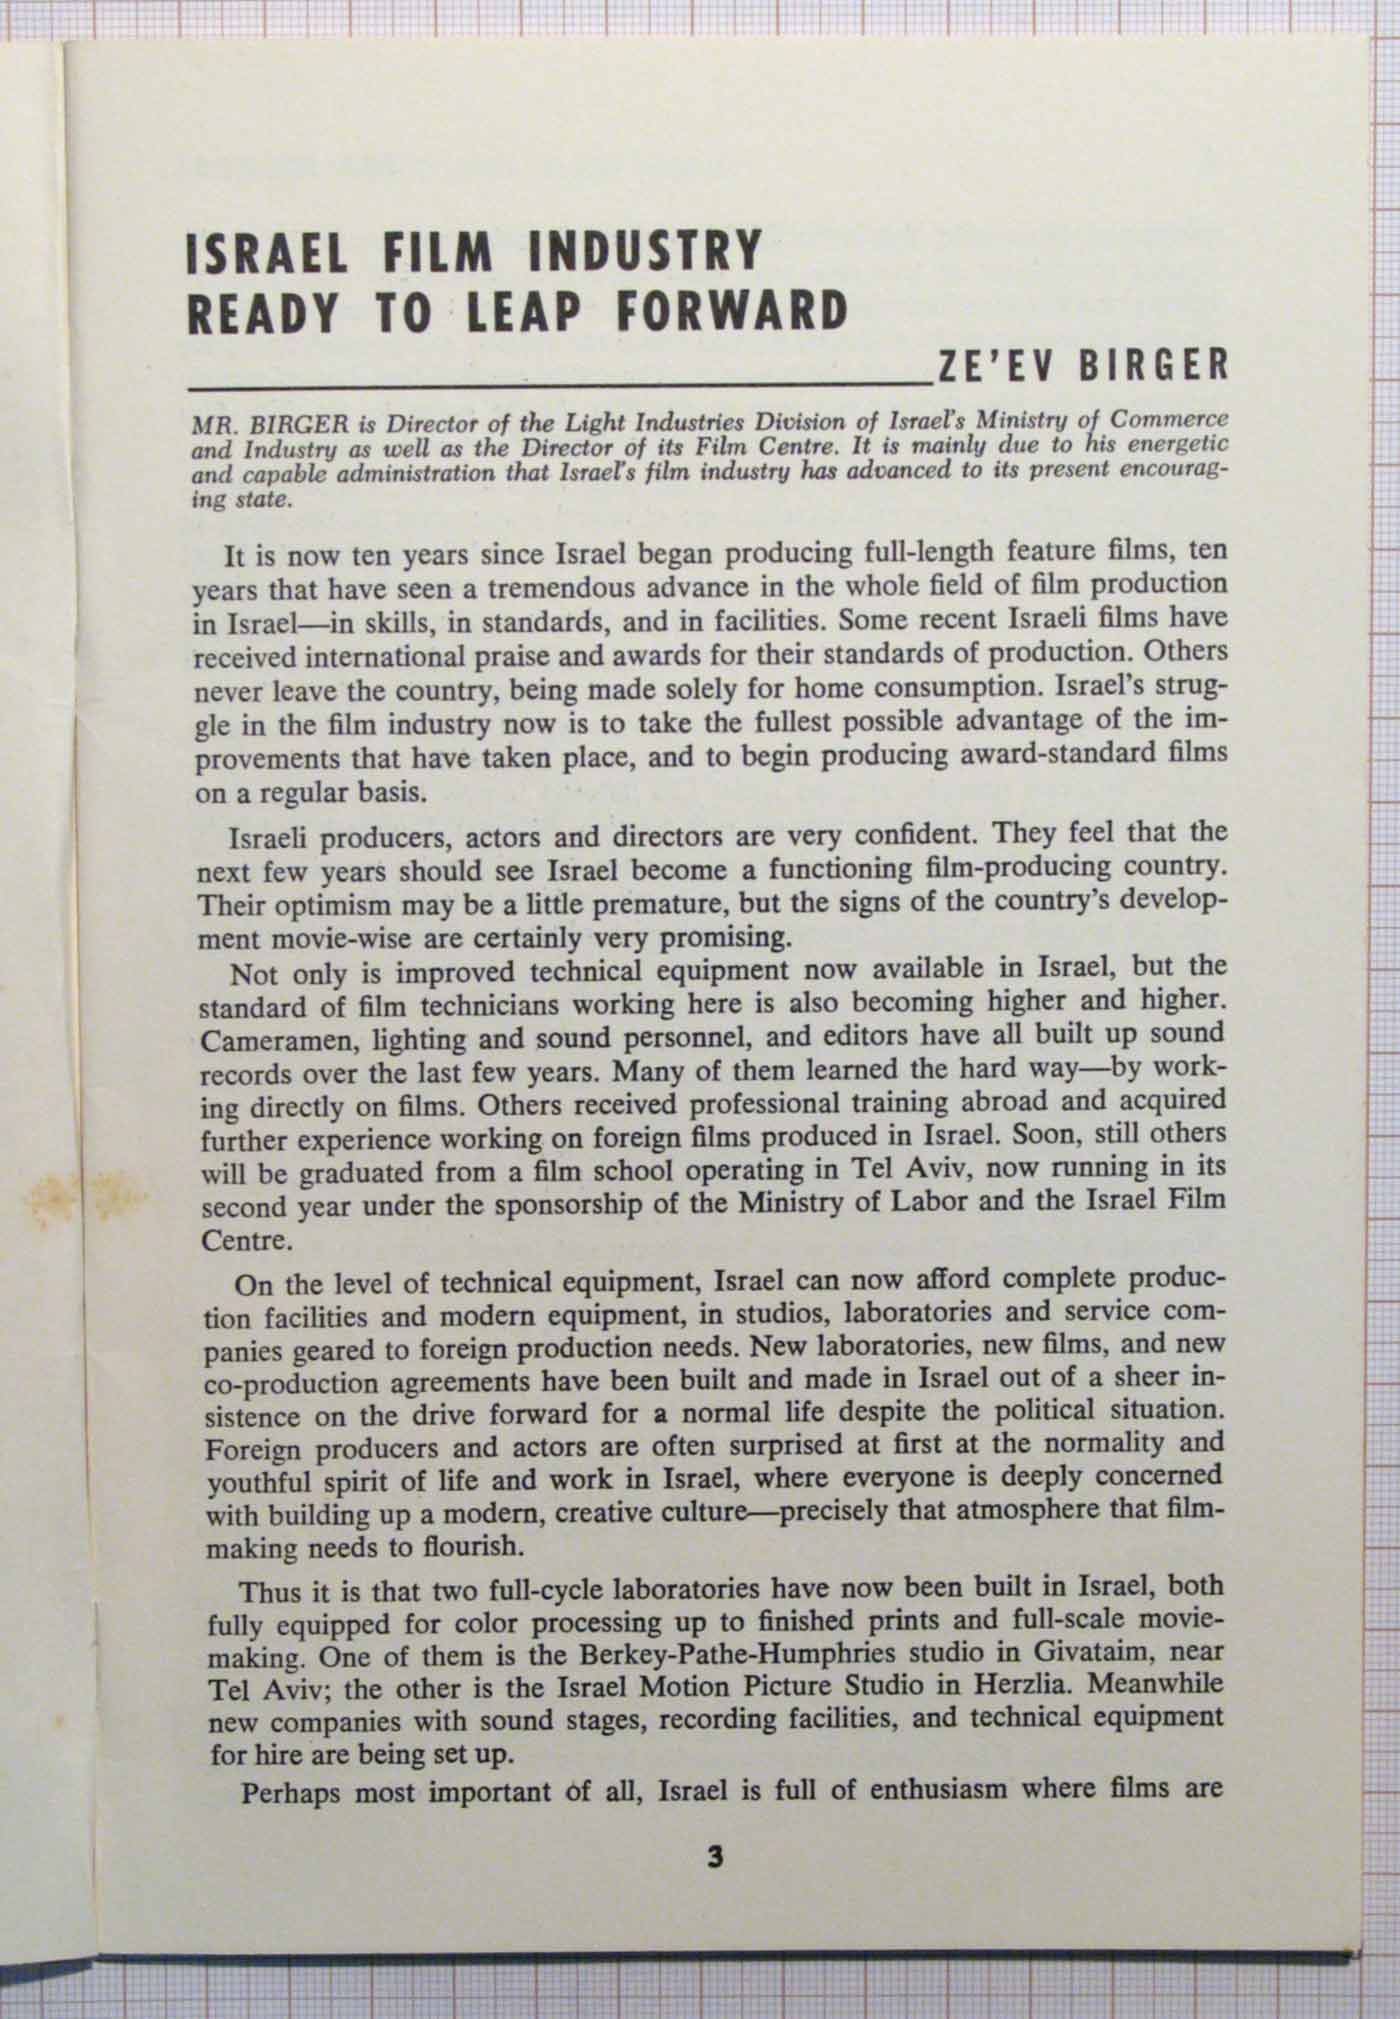 ISRAEL FILM INDUSTRY
READY TO LEAP FORWARD
ZE'EV BIRGER
MR. BIRGER is Director of the Light Industries Division of Israel's Ministry of Commerce
and Industry as well as the Director of its Film Centre. It is mainly due to his energetic
and capable administration that Israel's film industry has advanced to its present encourag-
ing state.
It is now ten years since Israel began producing full-length feature films, ten
years that have seen a tremendous advance in the whole field of film production
in Israel—in skills, in standards, and in facilities. Some recent Israeli films have
received international praise and awards for their standards of production. Others
never leave the country, being made solely for home consumption. Israel's strug-
gle in the film industry now is to take the fullest possible advantage of the im-
provements that have taken place, and to begin producing award-standard films
on a regular basis.
Israeli producers, actors and directors are very confident. They feel that the
next few years should see Israel become a functioning film-producing country.
Their optimism may be a little premature, but the signs of the country's develop-
ment movie-wise are certainly very promising.
Not only is improved technical equipment now available in Israel, but the
standard of film technicians working here is also becoming higher and higher.
Cameramen, lighting and sound personnel, and editors have all built up sound
records over the last few years. Many of them learned the hard way—by work-
ing directly on films. Others received professional training abroad and acquired
further experience working on foreign films produced in Israel. Soon, still others
will be graduated from a film school operating in Tel Aviv, now running in its
second year under the sponsorship of the Ministry of Labor and the Israel Film
Centre.
On the level of technical equipment, Israel can now afford complete produc-
tion facilities and modern equipment, in studios, laboratories and service com-
panies geared to foreign production needs. New laboratories, new films, and new
co-production agreements have been built and made in Israel out of a sheer in-
sistence on the drive forward for a normal life despite the political situation.
Foreign producers and actors are often surprised at first at the normality and
youthful spirit of life and work in Israel, where everyone is deeply concerned
with building up a modern, creative culture—precisely that atmosphere that film-
making needs to flourish.
Thus it is that two full-cycle laboratories have now been built in Israel, both
fully equipped for color processing up to finished prints and full-scale movie-
making. One of them is the Berkey-Pathe-Humphries studio in Givataim, near
Tel Aviv; the other is the Israel Motion Picture Studio in Herzlia. Meanwhile
new companies with sound stages, recording facilities, and technical equipment
for hire are being set up.
Perhaps most important of all, Israel is full of enthusiasm where films are
3